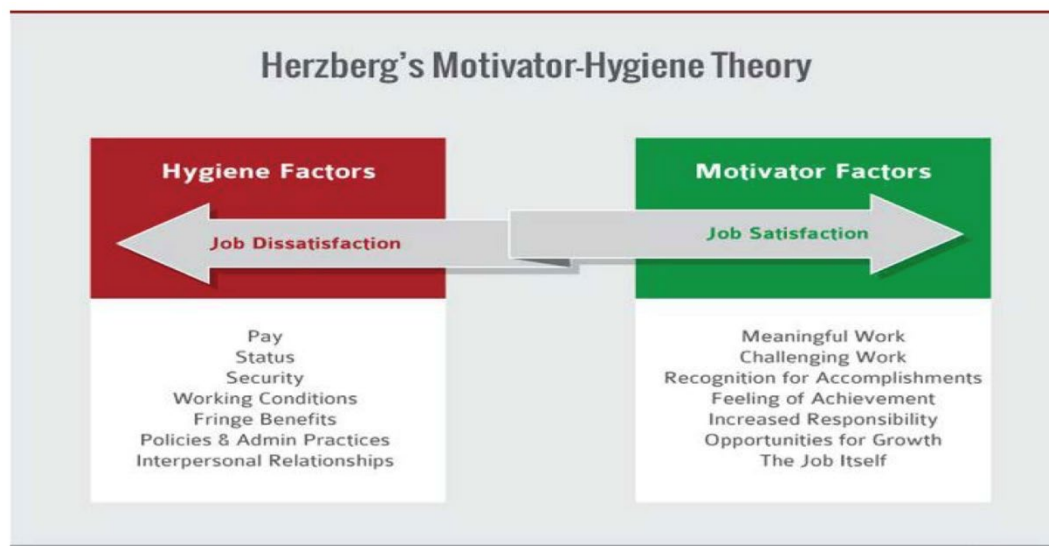 Herzberg's Motivator-Hygiene Theory
Hygiene Factors
Job Dissatisfaction
Pay
Status
Security
Working Conditions
Fringe Benefits
Policies & Admin Practices
Interpersonal Relationships
Motivator Factors
Job Satisfaction
Meaningful Work
Challenging Work
Recognition for Accomplishments
Feeling of Achievement
Increased Responsibility
Opportunities for Growth
The Job Itself